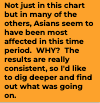 Not just in this chart
but in many of the
others, Asians seem to
have been most
affected in this time
period. WHY? The
results are really
consistent, so I'd like
to dig deeper and find
out what was going
on.